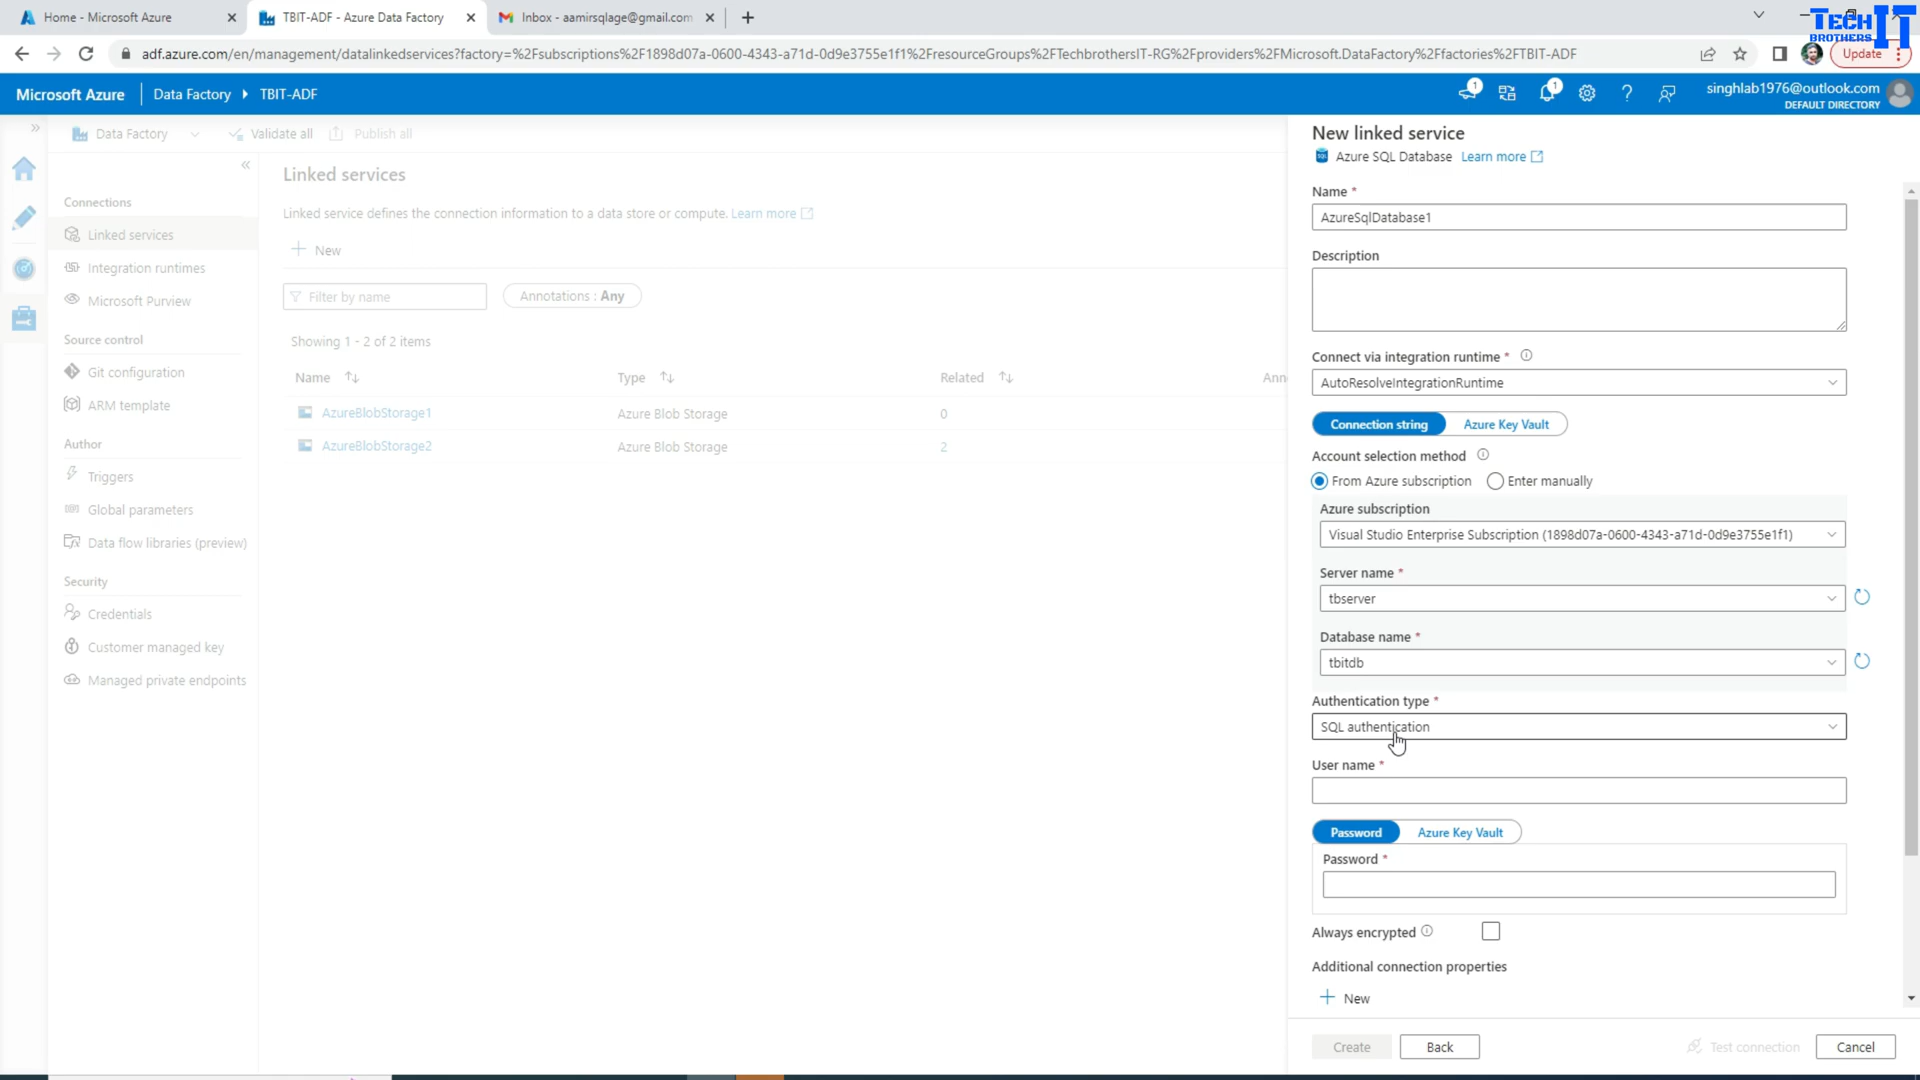 Home - Microsoft Azure
TBIT-ADF - Azure Data Factory
Inbox - aamirsqlage@gmail.com
TECH IT
BROTHERS
adf.azure.com/en/management/datalinkedservices?factory=%2Fsubscriptions%2F1898d07a-0600-4343-a71d-0d9e3755e1f1%2FresourceGroups%2FTechbrothersIT-RG%2Fproviders%2FMicrosoft.DataFactory%2Ffactories%2FTBIT-ADF
Update
Microsoft Azure
Data Factory
TBIT-ADF
1
1
singhlab1976@outlook.com
DEFAULT DIRECTORY
Data Factory
Validate all
Publish all
Connections
Linked services
Integration runtimes
Microsoft Purview
Source control
Git configuration
ARM template
Author
Triggers
Global parameters
Data flow libraries (preview)
Security
Credentials
Customer managed key
Managed private endpoints
Linked services
Linked service defines the connection information to a data store or compute. Learn more
New
Filter by name
Annotations : Any
Showing 1 - 2 of 2 items
Name Type Related Ann
AzureBlobStorage1 Azure Blob Storage 0
AzureBlobStorage2 Azure Blob Storage 2
New linked service
Azure SQL Database Learn more
Name *
AzureSqlDatabase1
Description
Connect via integration runtime *
AutoResolveIntegrationRuntime
Connection string Azure Key Vault
Account selection method
From Azure subscription Enter manually
Azure subscription
Visual Studio Enterprise Subscription (1898d07a-0600-4343-a71d-0d9e3755e1f1)
Server name *
tbserver
Database name *
tbitdb
Authentication type *
SQL authentication
User name *
Password Azure Key Vault
Password *
Always encrypted
Additional connection properties
New
Create Back Test connection Cancel